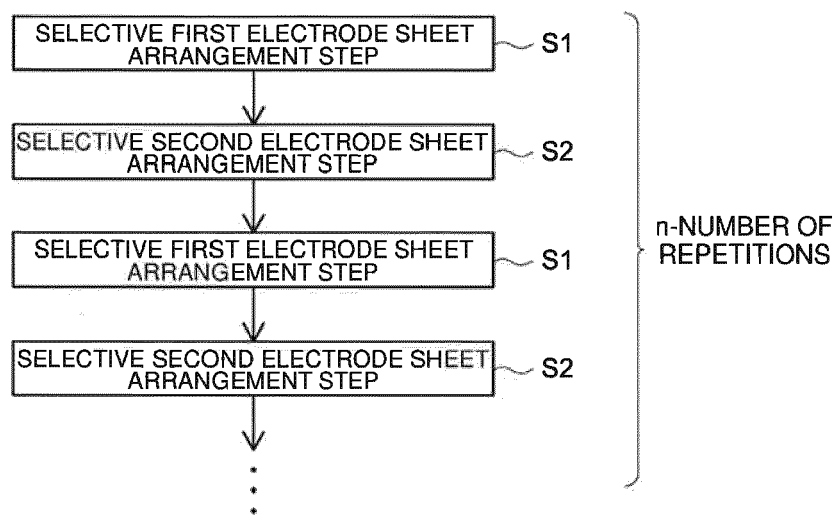 SELECTIVE FIRST ELECTRODE SHEET
ARRANGEMENT STEP
S1
SELECTIVE SECOND ELECTRODE SHEET
ARRANGEMENT STEP
S2
SELECTIVE FIRST ELECTRODE SHEET
ARRANGEMENT STEP
S1
SELECTIVE SECOND ELECTRODE SHEET
ARRANGEMENT STEP
S2
n-NUMBER OF
REPETITIONS